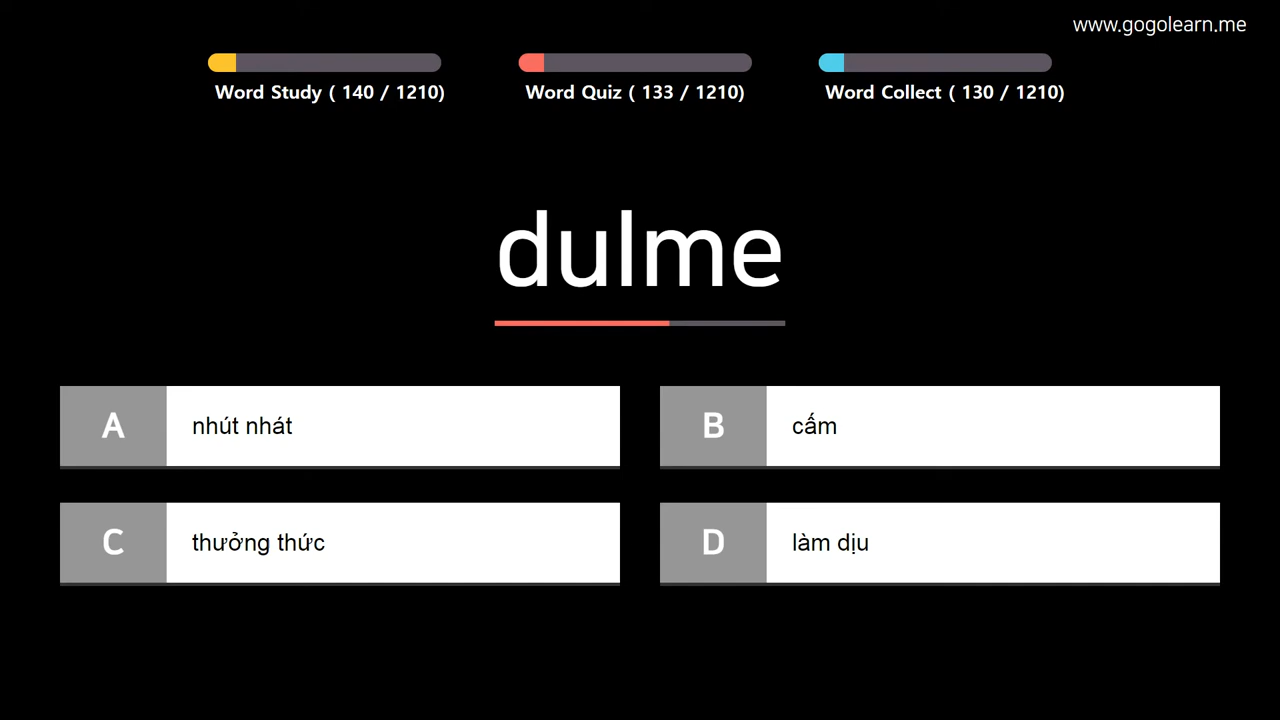 www.gogolearn.me
Word Study ( 140 / 1210)
Word Quiz ( 133 / 1210)
Word Collect ( 130 / 1210)
dulme
A
nhút nhát
B
cấm
C
thưởng thức
D
làm dịu